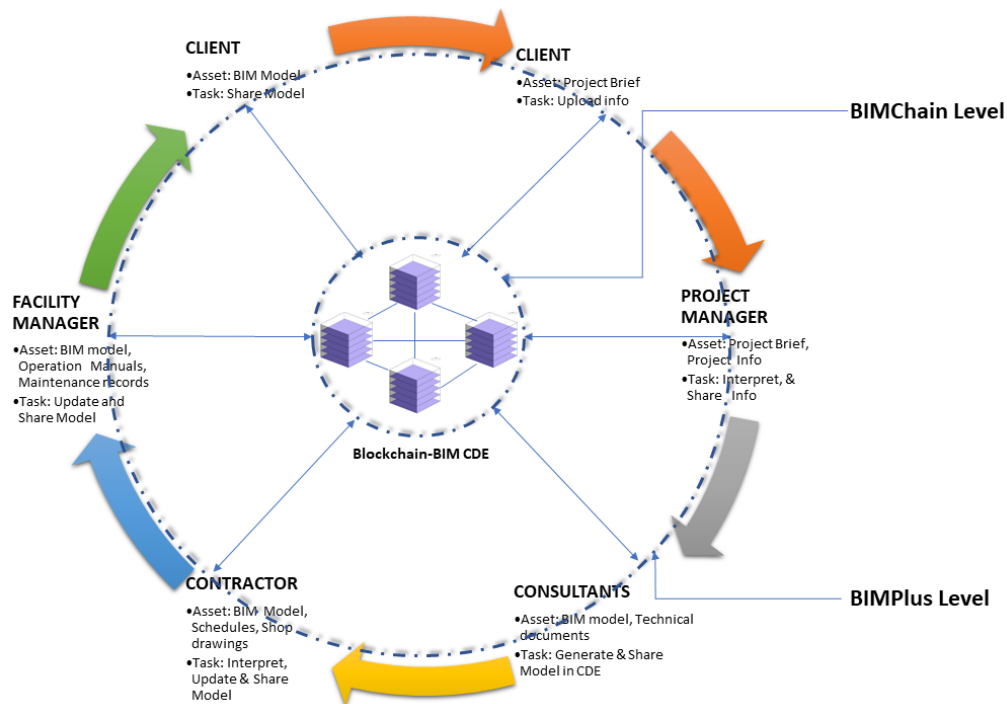 CLIENT
•Asset: BIM Model
•Task: Share Model
CLIENT
•Asset: Project Brief
•Task: Upload info
BIMChain Level
PROJECT
MANAGER
•Asset: Project Brief,
Project Info
•Task: Interpret, &
Share Info
FACILITY
MANAGER
•Asset: BIM model,
Operation Manuals,
Maintenance records
•Task: Update and
Share Model
Blockchain-BIM CDE
CONTRACTOR
•Asset: BIM Model,
Schedules, Shop
drawings
•Task: Interpret,
Update & Share
Model
CONSULTANTS
•Asset: BIM model, Technical
documents
•Task: Generate & Share
Model in CDE
BIMPlus Level